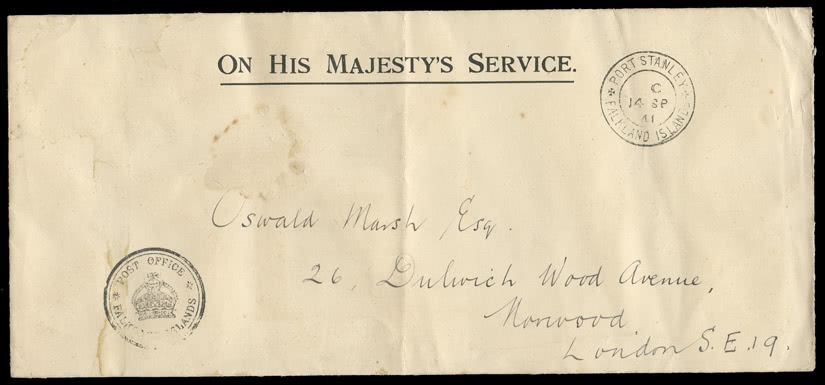 ON HIS MAJESTY'S SERVICE.
PORT STANLEY
C
14 SP
41
FALKLAND ISLANDS
Oswald Marsh Esq.
26, Dulwich Wood Avenue,
Norwood
London S.E.19.
POST OFFICE
FALKLAND ISLANDS